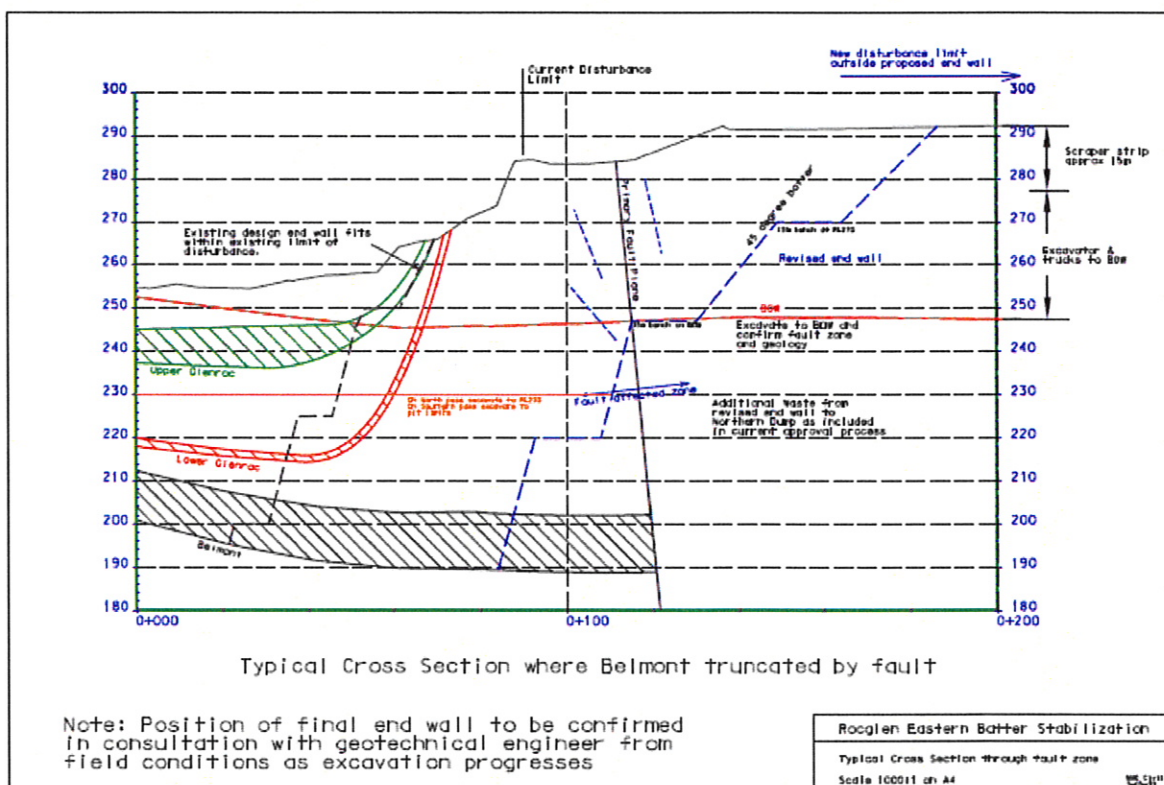 New disturbance limit
outside proposed end wall
Current Disturbance
Limit
300
300
290
290
280
280
270
270
260
260
250
250
240
240
230
230
220
220
210
210
200
200
190
190
180
180
Scraper strip
approx 15m
Excavator &
trucks to BOW
Existing design end wall fits
within existing limit of
disturbance.
Primary Fault Plane
45 degree batter
Revised end wall
BOW
Excavate to BOW and
confirm fault zone
and geology
Upper Glenroc
Fault affected zone
Additional waste from
revised end wall to
Northern Dump as included
in current approval process
Lower Glenroc
Belmont
0+000
0+100
0+200
Typical Cross Section where Belmont truncated by fault
Note: Position of final end wall to be confirmed
in consultation with geotechnical engineer from
field conditions as excavation progresses
Rocglen Eastern Batter Stabilization
Typical Cross Section through fault zone
Scale 1000:1 on A4